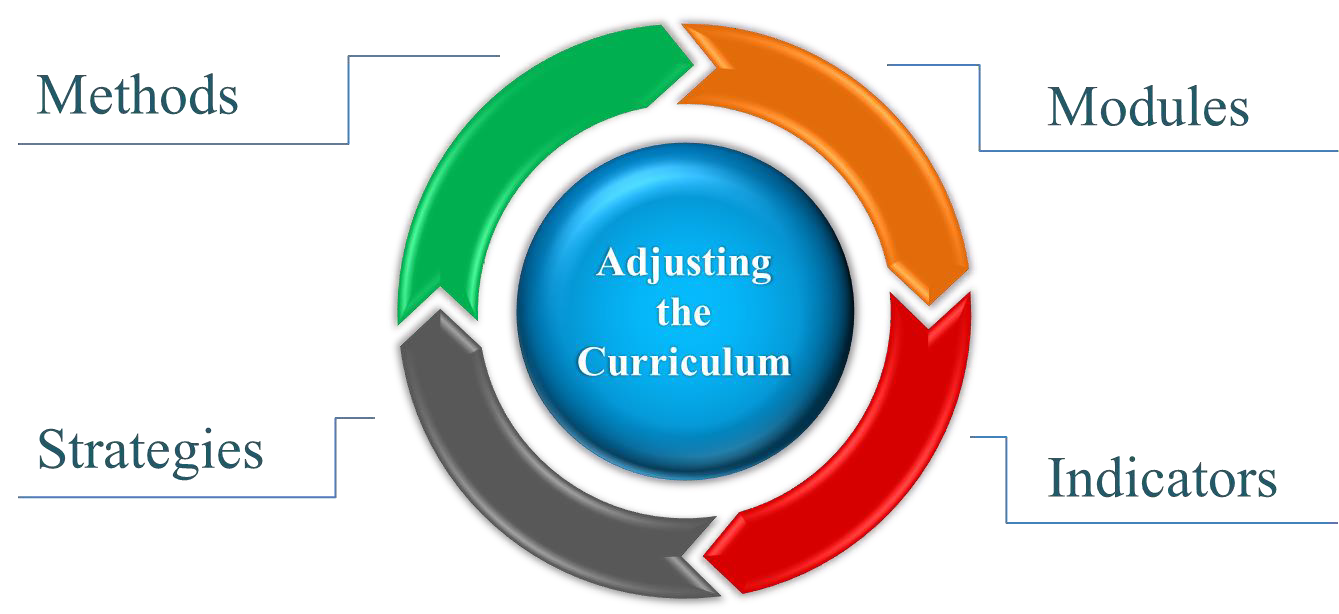 Methods
Modules
Adjusting
the
Curriculum
Strategies
Indicators